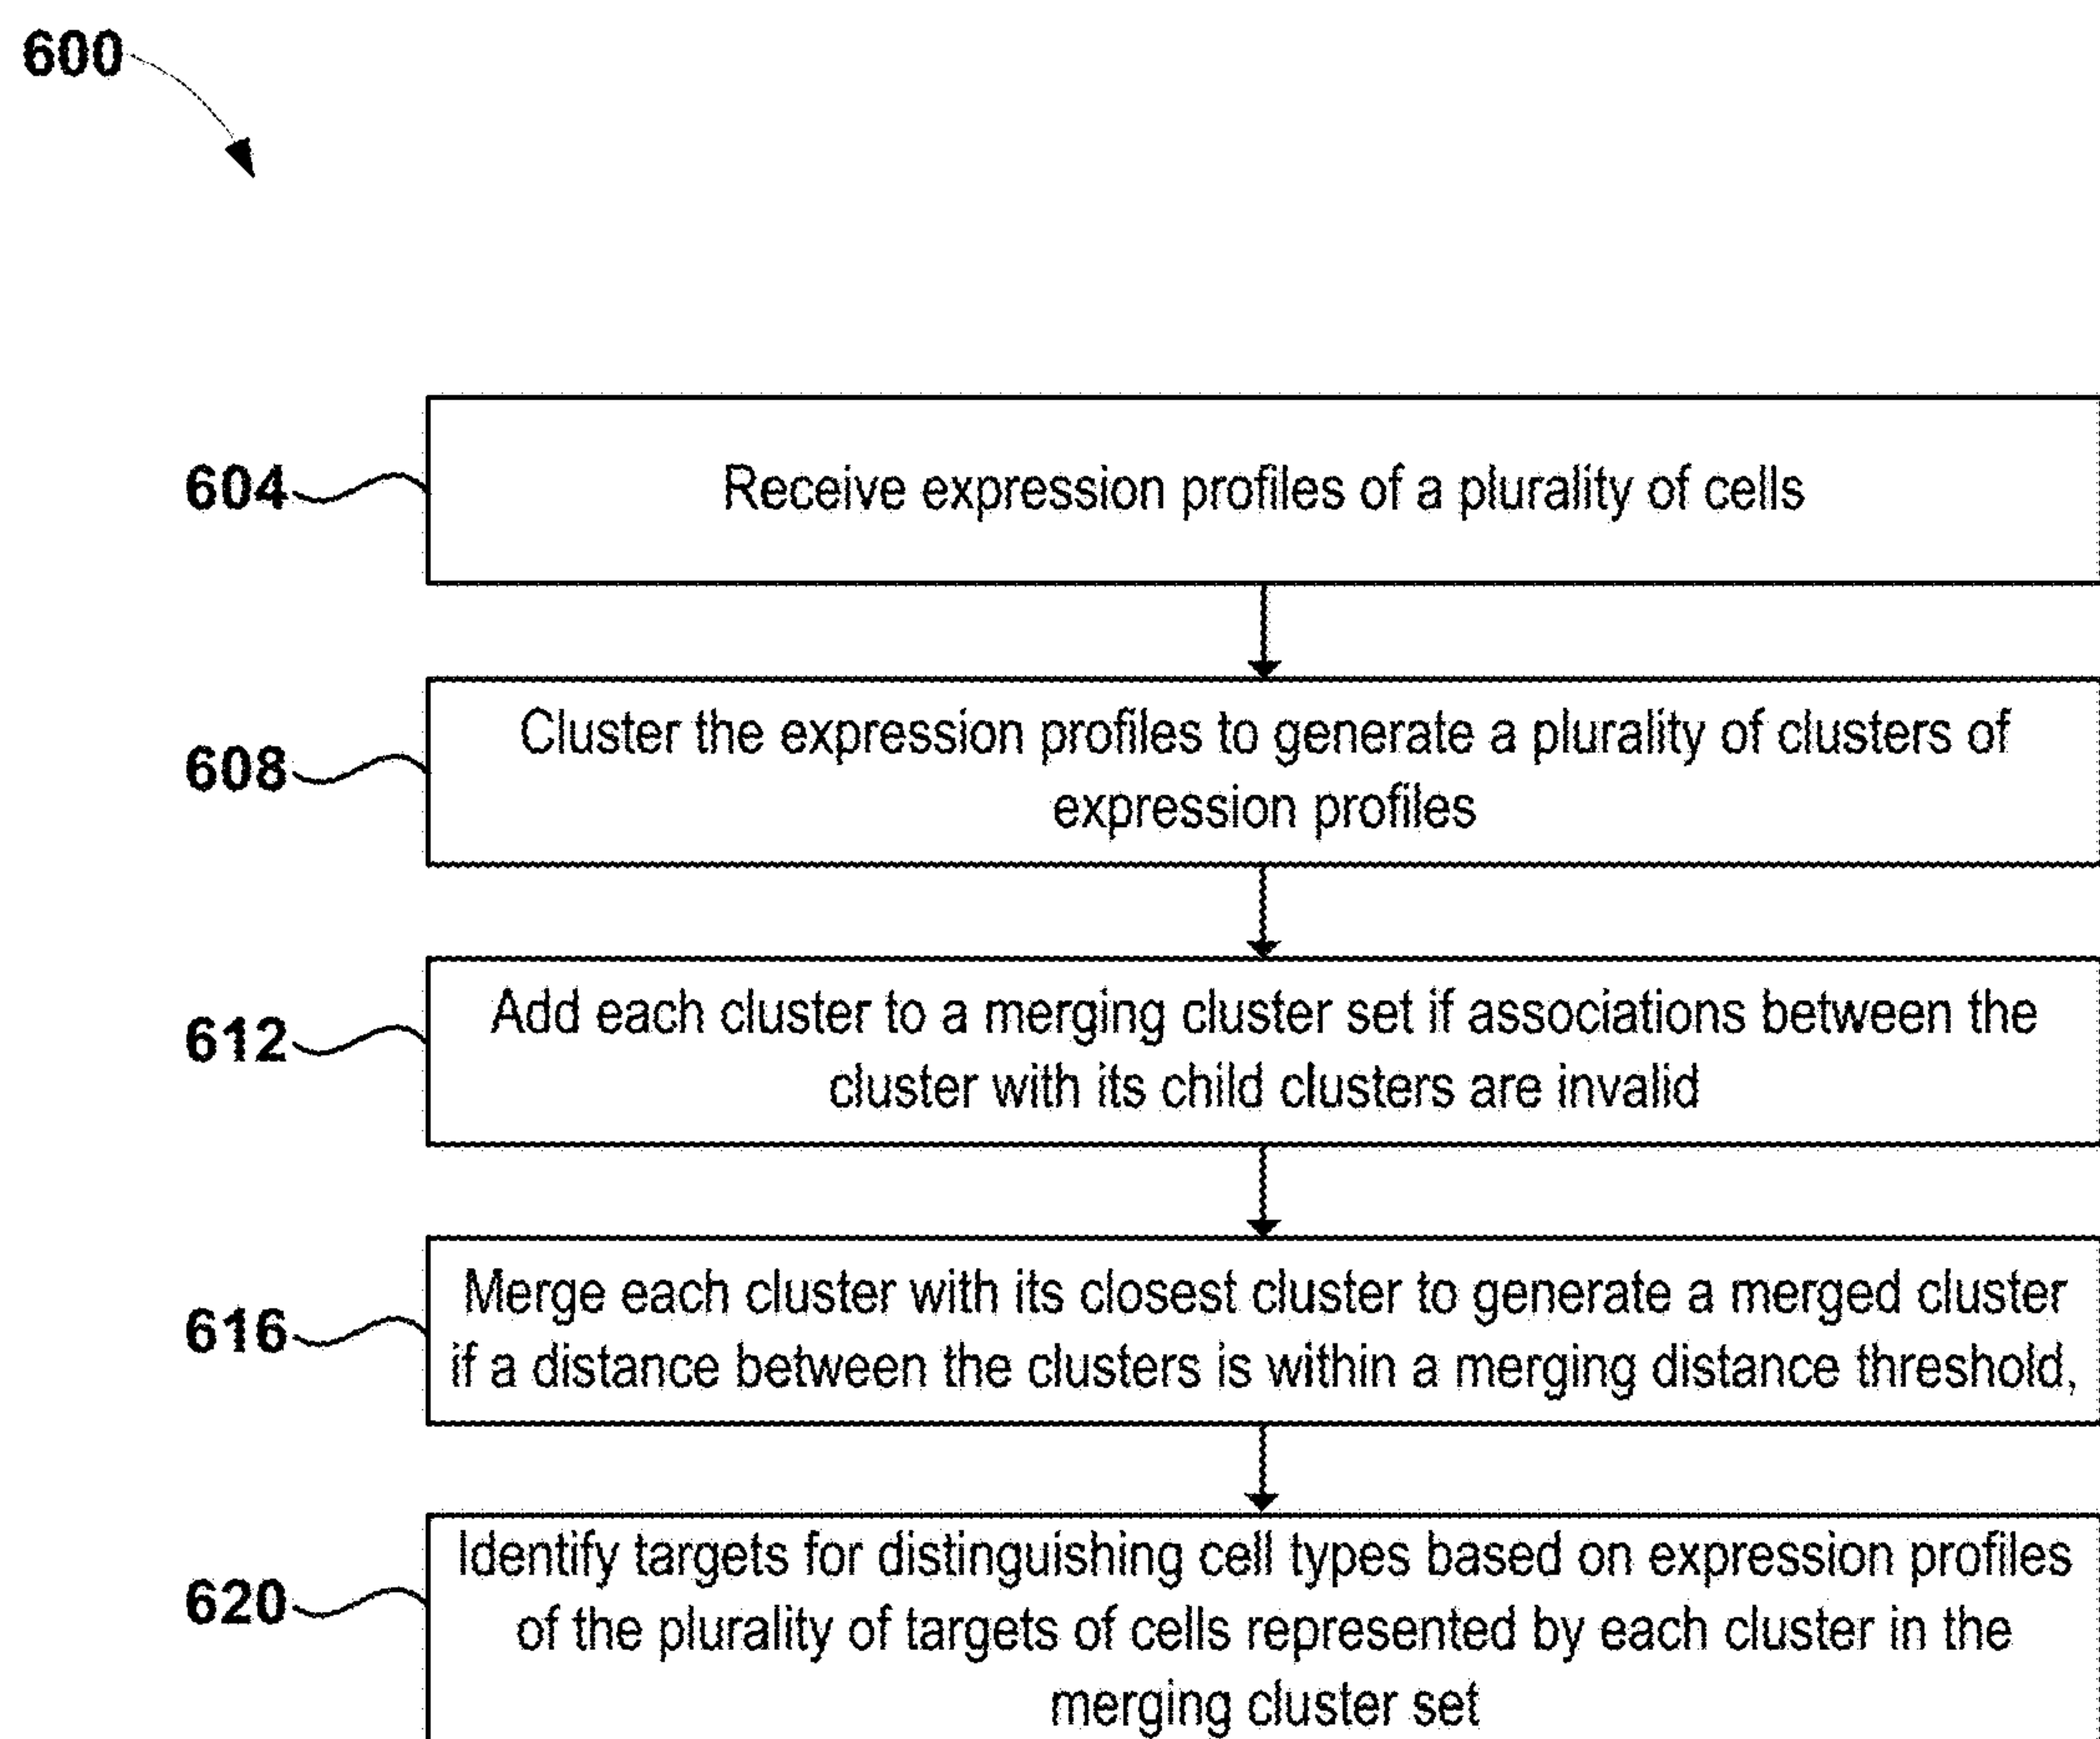 600
604
Receive expression profiles of a plurality of cells
608
Cluster the expression profiles to generate a plurality of clusters of
expression profiles
612
Add each cluster to a merging cluster set if associations between the
cluster with its child clusters are invalid
616
Merge each cluster with its closest cluster to generate a merged cluster
if a distance between the clusters is within a merging distance threshold,
620
Identify targets for distinguishing cell types based on expression profiles
of the plurality of targets of cells represented by each cluster in the
merging cluster set